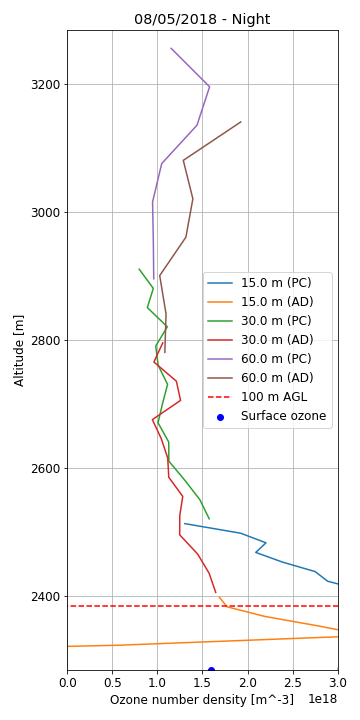 08/05/2018 - Night
3200
3000
2800
2600
2400
Altitude [m]
15.0 m (PC)
15.0 m (AD)
30.0 m (PC)
30.0 m (AD)
60.0 m (PC)
60.0 m (AD)
100 m AGL
Surface ozone
0.0 0.5 1.0 1.5 2.0 2.5 3.0
Ozone number density [m^-3] 1e18